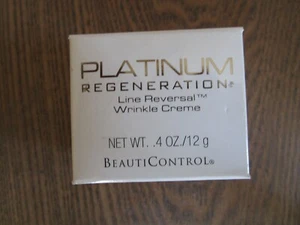 PLATINUM
REGENERATION®
Line Reversal™
Wrinkle Creme
NET WT. .4 OZ./12 g
BEAUTICONTROL®